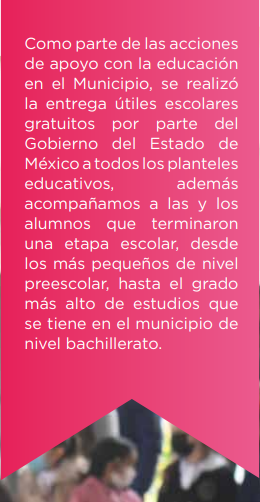 Como parte de las acciones
de apoyo con la educación
en el Municipio, se realizó
la entrega útiles escolares
gratuitos por parte del
Gobierno del Estado de
México a todos los planteles
educativos, además
acompañamos a las y los
alumnos que terminaron
una etapa escolar, desde
los más pequeños de nivel
preescolar, hasta el grado
más alto de estudios que
se tiene en el municipio de
nivel bachillerato.